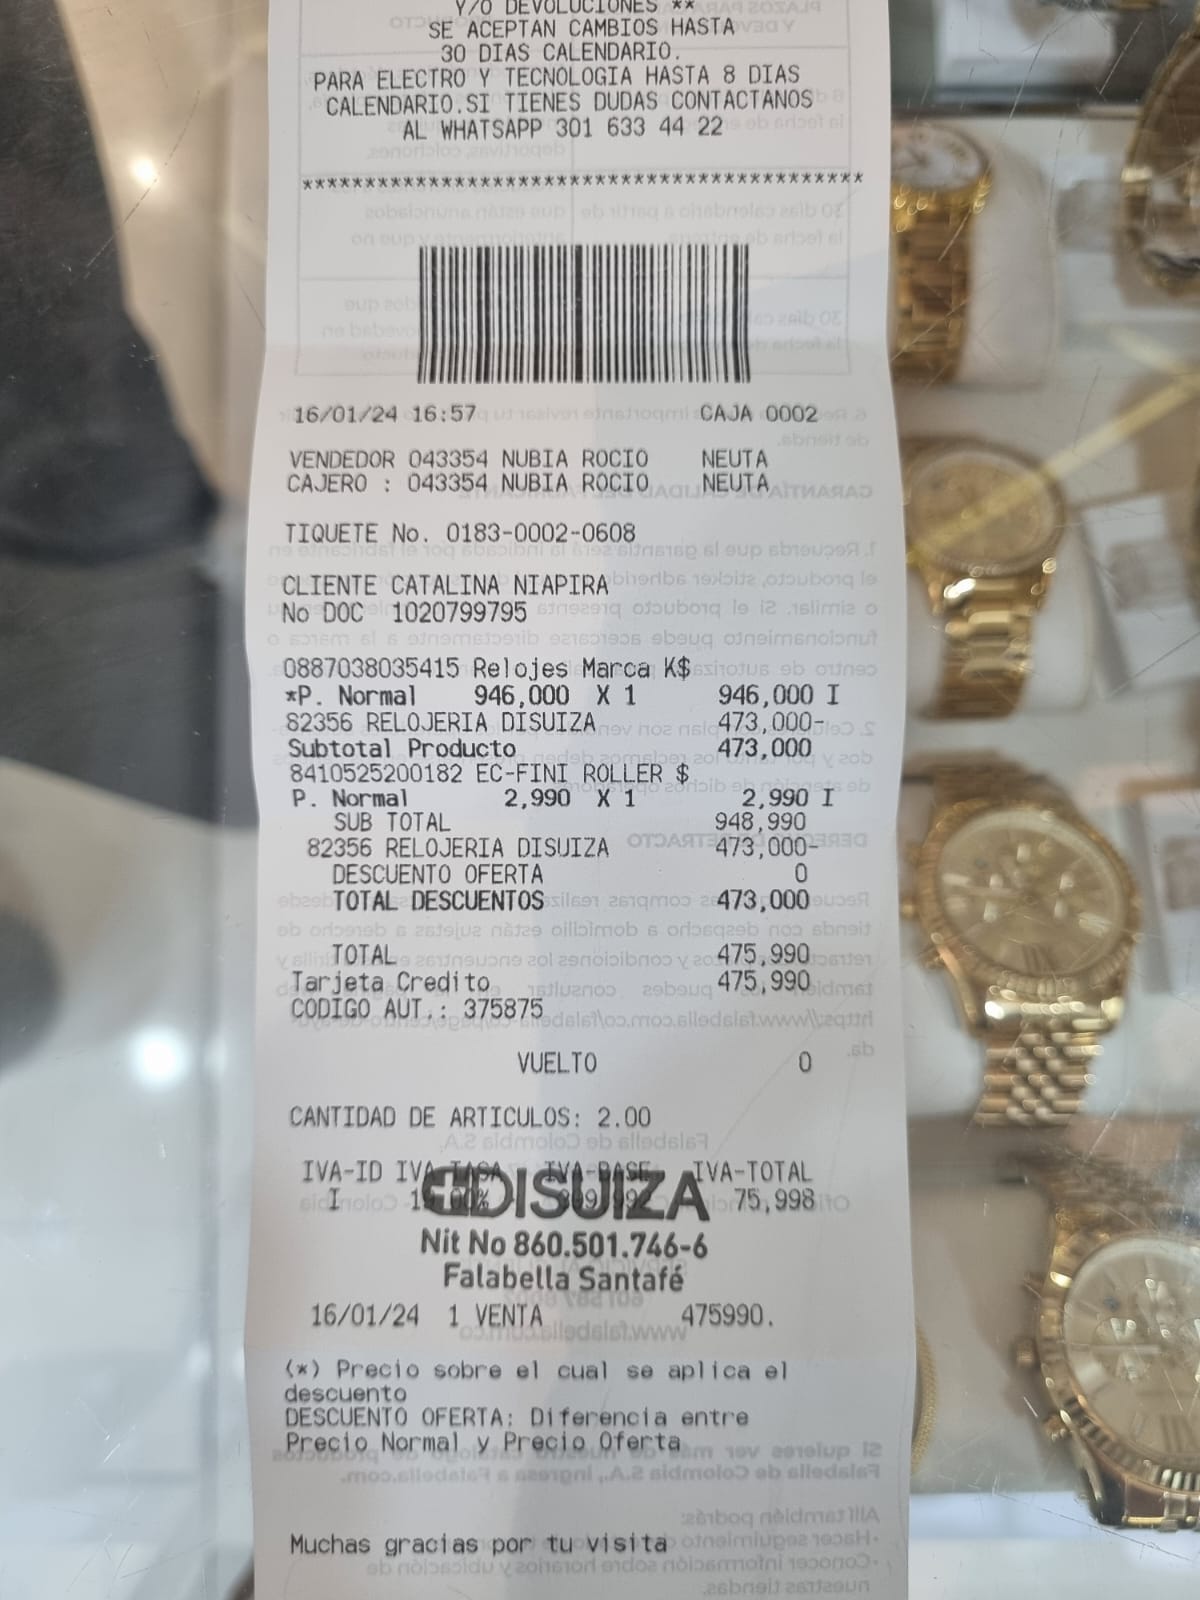 Y/O DEVOLUCIONES **
SE ACEPTAN CAMBIOS HASTA
30 DIAS CALENDARIO.
PARA ELECTRO Y TECNOLOGIA HASTA 8 DIAS
CALENDARIO.SI TIENES DUDAS CONTACTANOS
AL WHATSAPP 301 633 44 22
*******************************************
16/01/24 16:57 CAJA 0002
VENDEDOR 043354 NUBIA ROCIO NEUTA
CAJERO : 043354 NUBIA ROCIO NEUTA
TIQUETE No. 0183-0002-0608
CLIENTE CATALINA NIAPIRA
No DOC 1020799795
0887038035415 Relojes Marca K$
*P. Normal 946,000 X 1 946,000 I
82356 RELOJERIA DISUIZA 473,000-
Subtotal Producto 473,000
8410525200182 EC-FINI ROLLER $
P. Normal 2,990 X 1 2,990 I
SUB TOTAL 948,990
82356 RELOJERIA DISUIZA 473,000-
DESCUENTO OFERTA 0
TOTAL DESCUENTOS 473,000
TOTAL 475,990
Tarjeta Credito 475,990
CODIGO AUT.: 375875
VUELTO 0
CANTIDAD DE ARTICULOS: 2.00
IVA-ID IVA-TASA IVA-BASE IVA-TOTAL
I 19.00% 399,992 75,998
DISUIZA
Nit No 860.501.746-6
Falabella Santafé
16/01/24 1 VENTA 475990.
(*) Precio sobre el cual se aplica el
descuento
DESCUENTO OFERTA: Diferencia entre
Precio Normal y Precio Oferta
Muchas gracias por tu visita